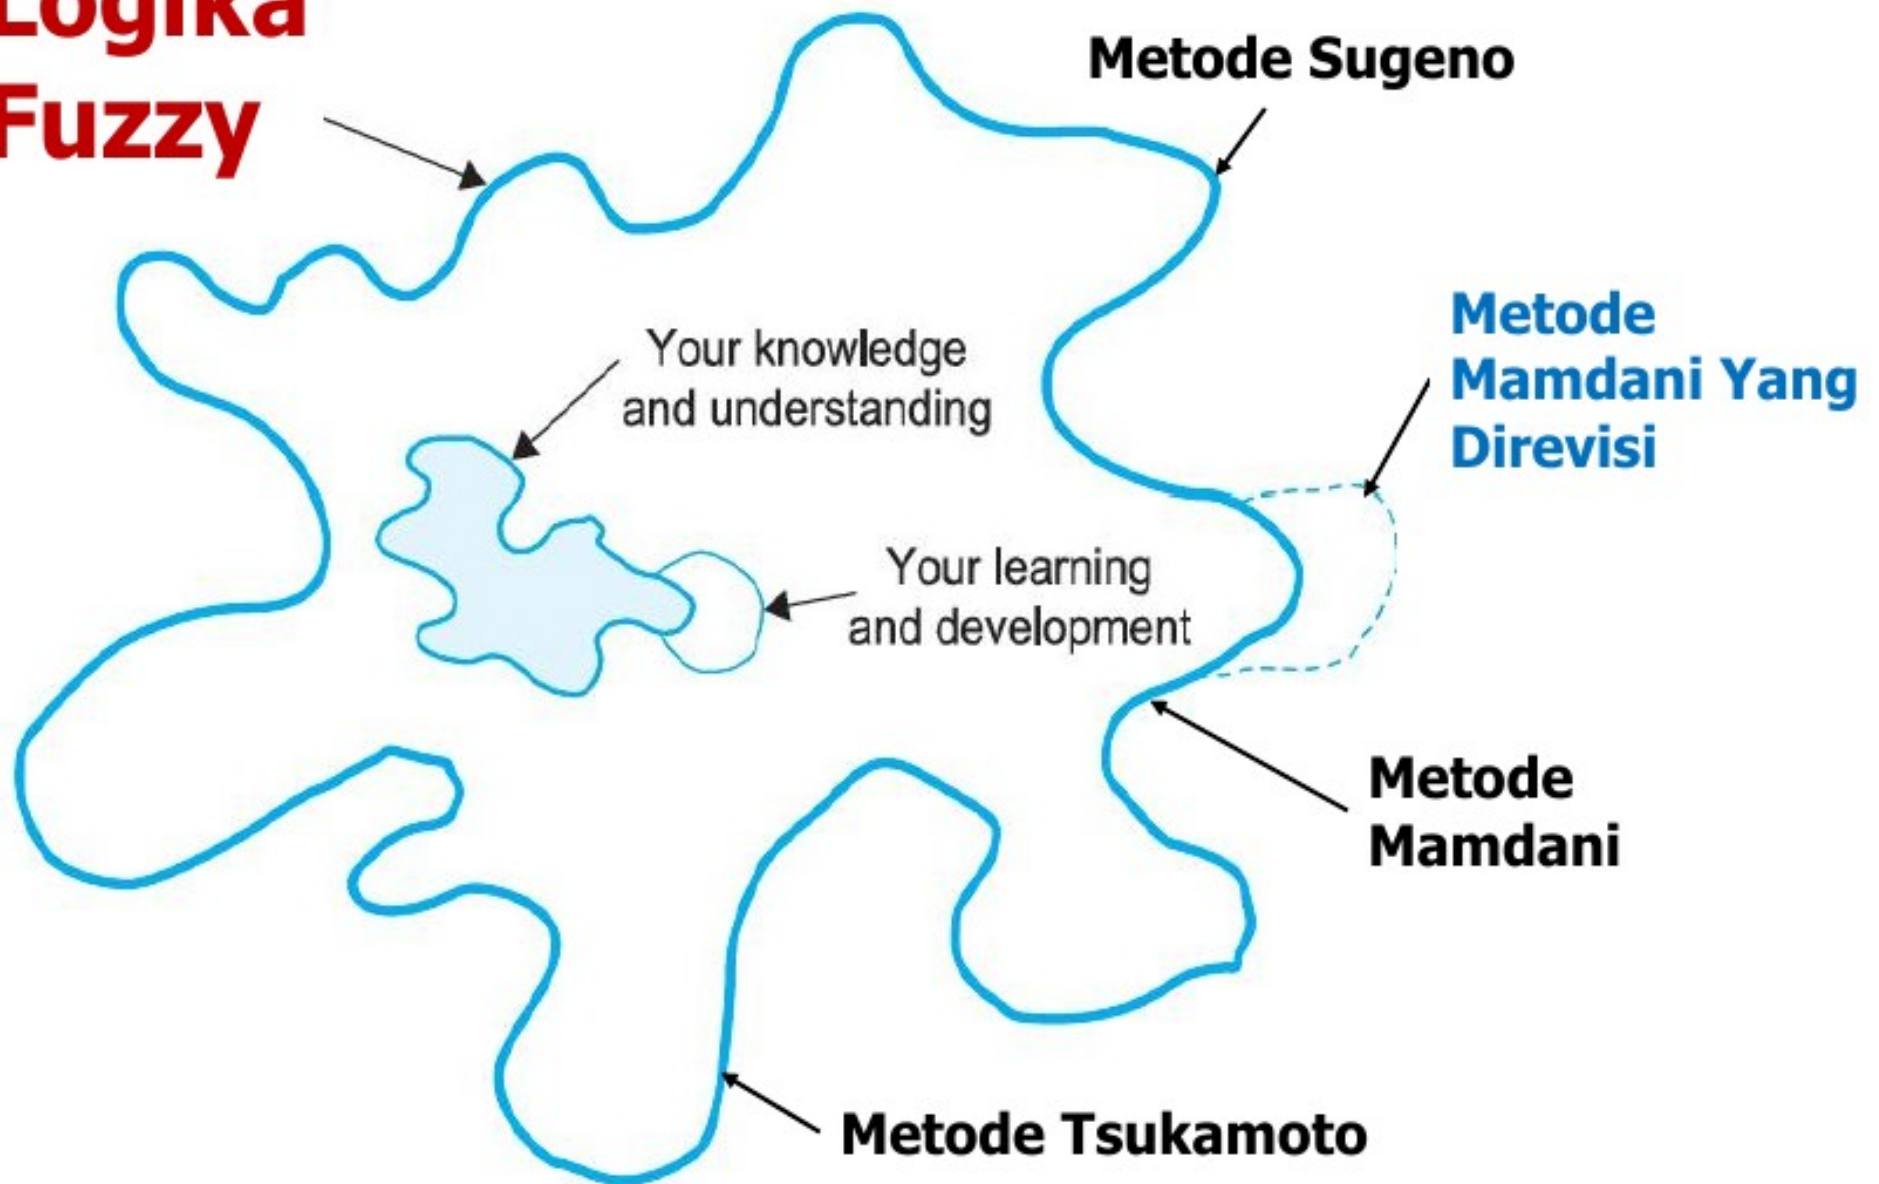 Logika
Fuzzy
Metode Sugeno
Metode
Mamdani Yang
Direvisi
Your knowledge
and understanding
Your learning
and development
Metode
Mamdani
Metode Tsukamoto